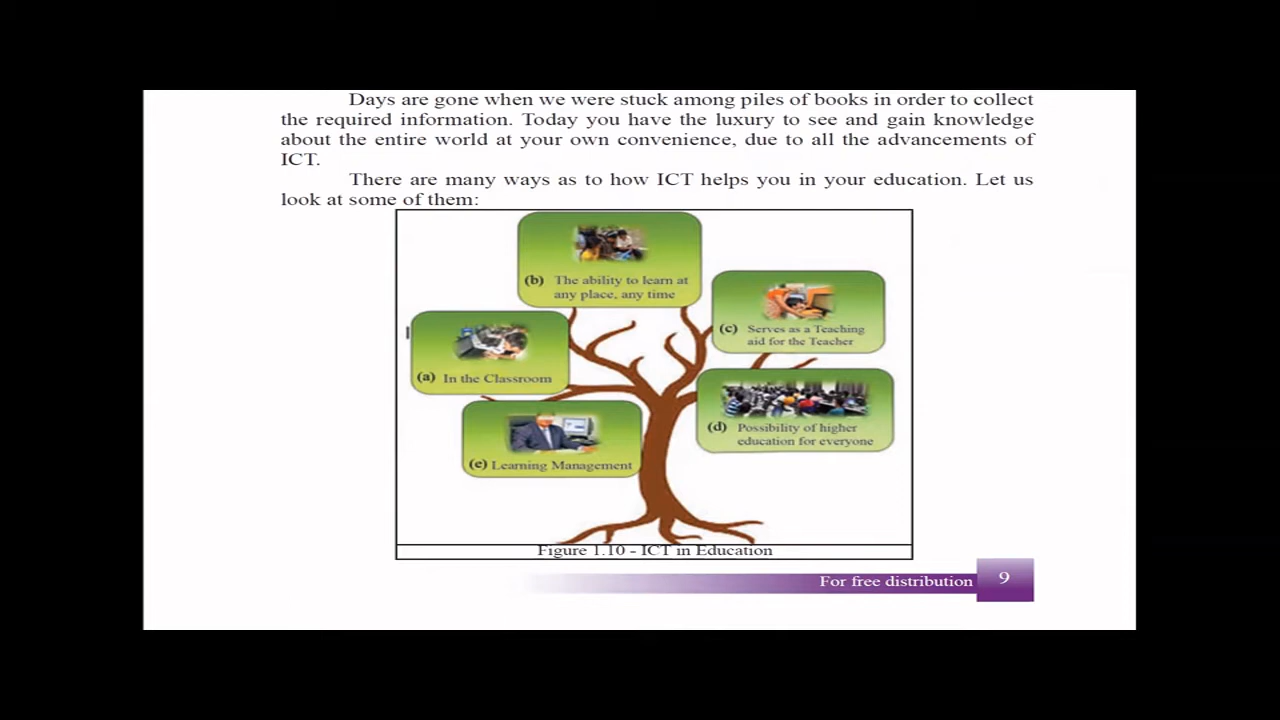 Days are gone when we were stuck among piles of books in order to collect
the required information. Today you have the luxury to see and gain knowledge
about the entire world at your own convenience, due to all the advancements of
ICT.
There are many ways as to how ICT helps you in your education. Let us
look at some of them:
(b) The ability to learn at
any place, any time
(c) Serves as a Teaching
aid for the Teacher
(a) In the Classroom
(d) Possibility of higher
education for everyone
(e) Learning Management
Figure 1.10 - ICT in Education
For free distribution 9